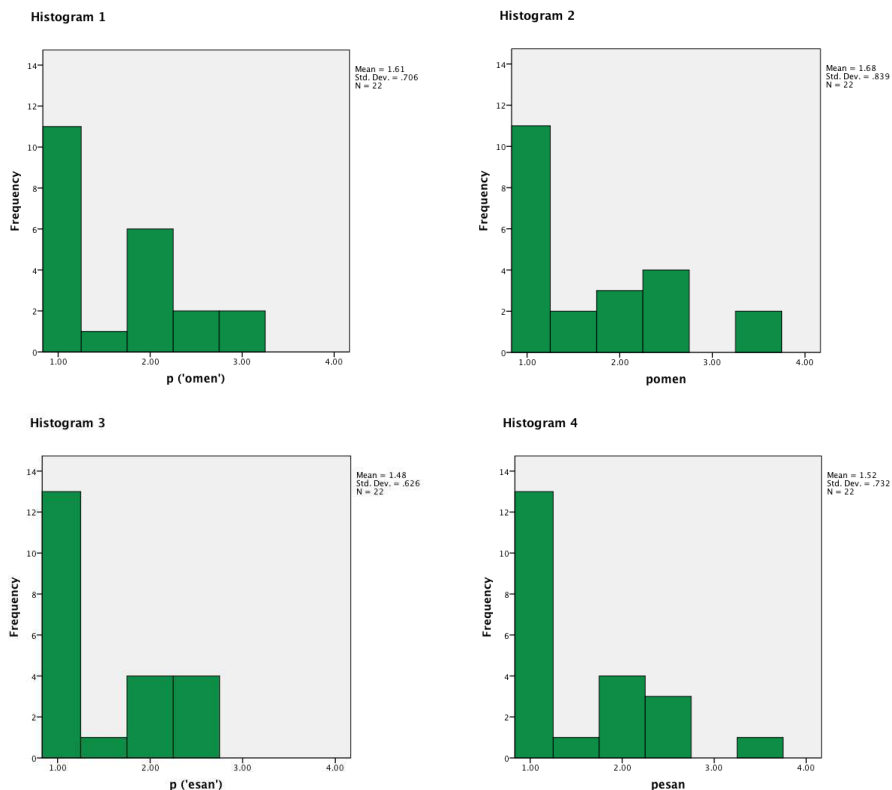 Histogram 1
Mean = 1.61
Std. Dev. = .706
N = 22
14
12
10
8
6
4
2
0
Frequency
1.00 2.00 3.00 4.00
p ('omen')
Histogram 2
Mean = 1.68
Std. Dev. = .839
N = 22
14
12
10
8
6
4
2
0
Frequency
1.00 2.00 3.00 4.00
pomen
Histogram 3
Mean = 1.48
Std. Dev. = .626
N = 22
14
12
10
8
6
4
2
0
Frequency
1.00 2.00 3.00 4.00
p ('esan')
Histogram 4
Mean = 1.52
Std. Dev. = .732
N = 22
14
12
10
8
6
4
2
0
Frequency
1.00 2.00 3.00 4.00
pesan